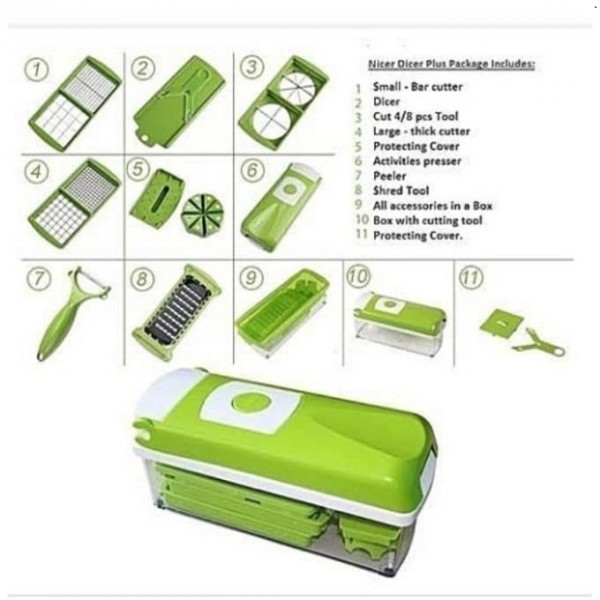 Nicer Dicer Plus Package Includes:
1 Small - Bar cutter
2 Dicer
3 Cut 4/8 pcs Tool
4 Large - thick cutter
5 Protecting Cover
6 Activities presser
7 Peeler
8 Shred Tool
9 All accessories in a Box
10 Box with cutting tool
11 Protecting Cover.
1 2 3
4 5 6
7 8 9 10 11